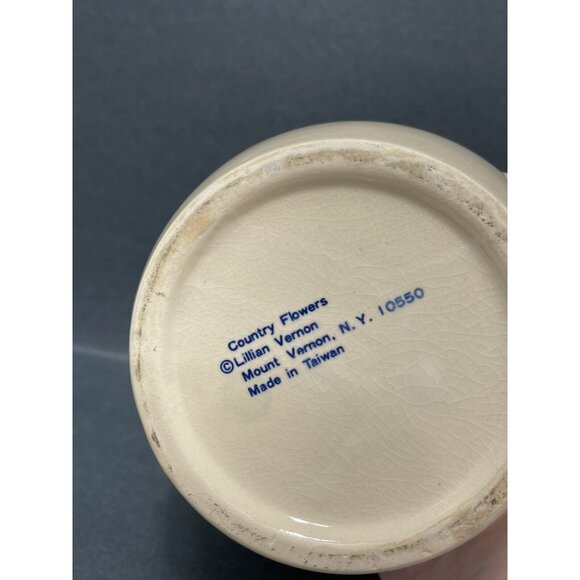 Country Flowers
©Lillian Vernon
Mount Vernon, N.Y. 10550
Made in Taiwan